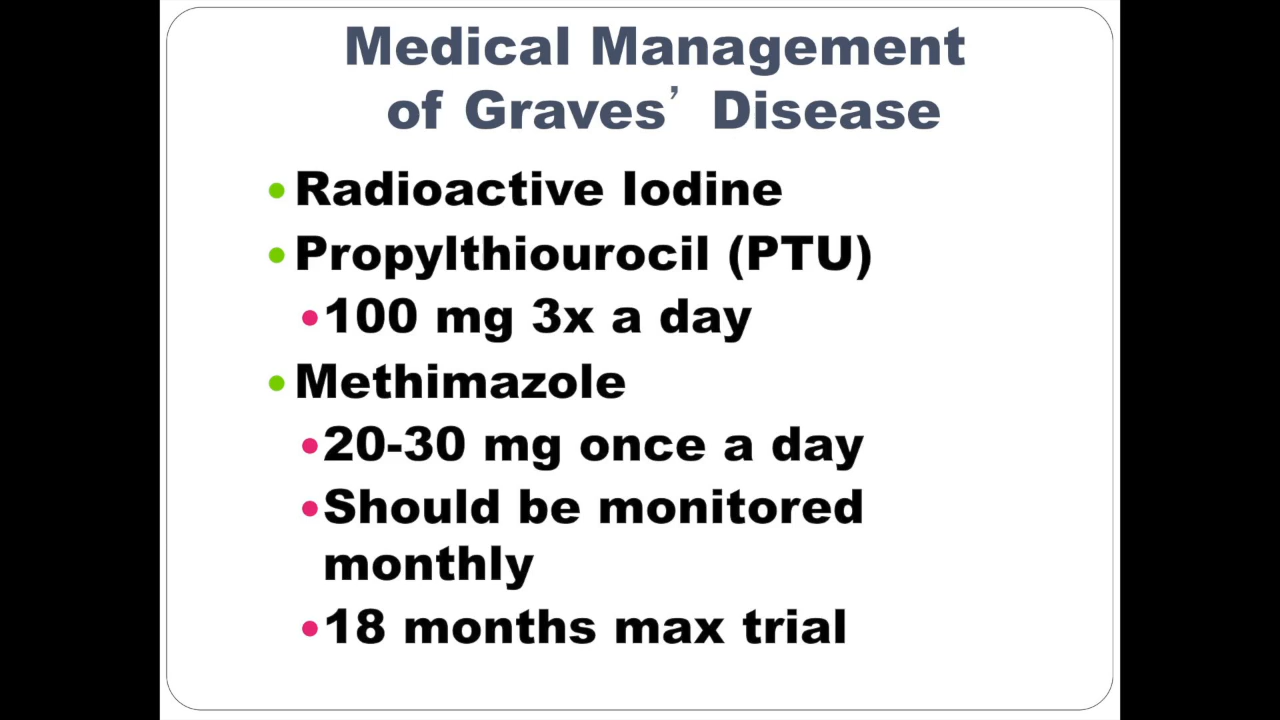 Medical Management
of Graves’ Disease
•Radioactive Iodine
•Propylthiourocil (PTU)
•100 mg 3x a day
•Methimazole
•20-30 mg once a day
•Should be monitored
monthly
•18 months max trial